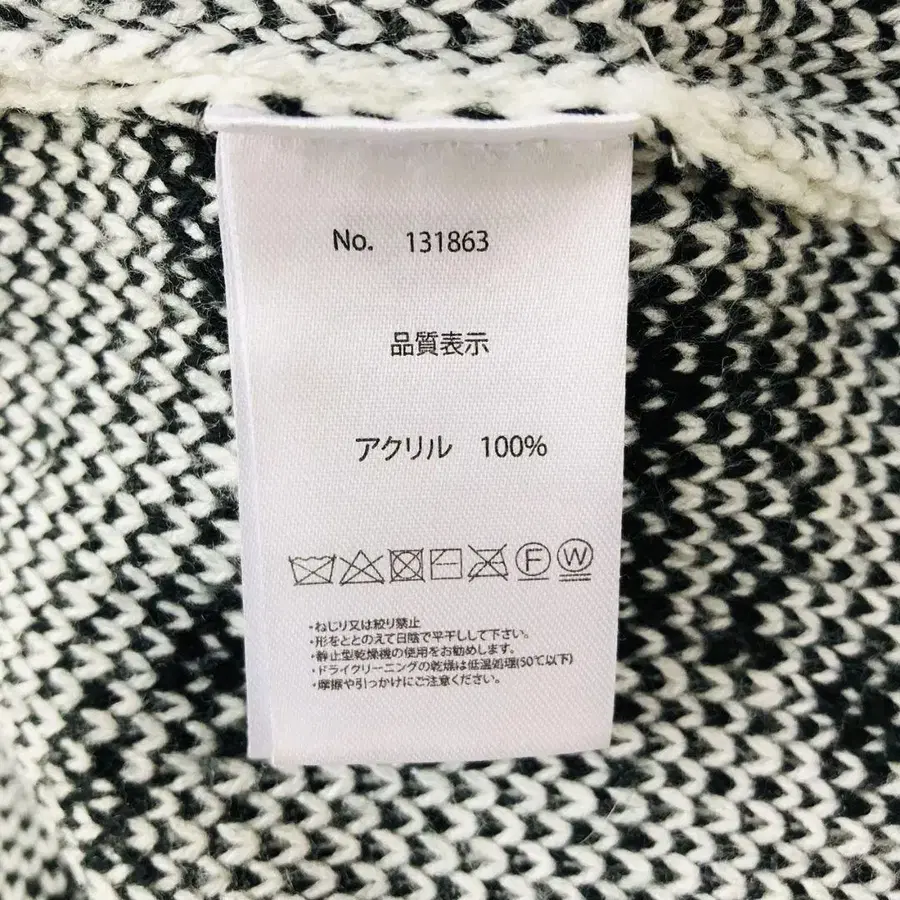 No. 131863
品質表示
アクリル 100%
F W
・ねじり又は絞り禁止
・形をととのえて日陰で平干しして下さい。
・静止型乾燥機の使用をお勧めします。
・ドライクリーニングの乾燥は低温処理(50℃以下)
・摩擦や引っかけにご注意ください。